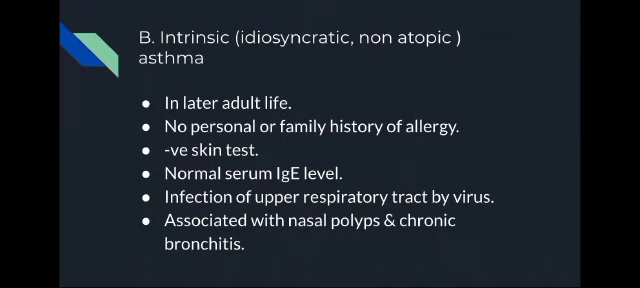 B. Intrinsic (idiosyncratic, non atopic )
asthma
● In later adult life.
● No personal or family history of allergy.
● -ve skin test.
● Normal serum IgE level.
● Infection of upper respiratory tract by virus.
● Associated with nasal polyps & chronic
bronchitis.